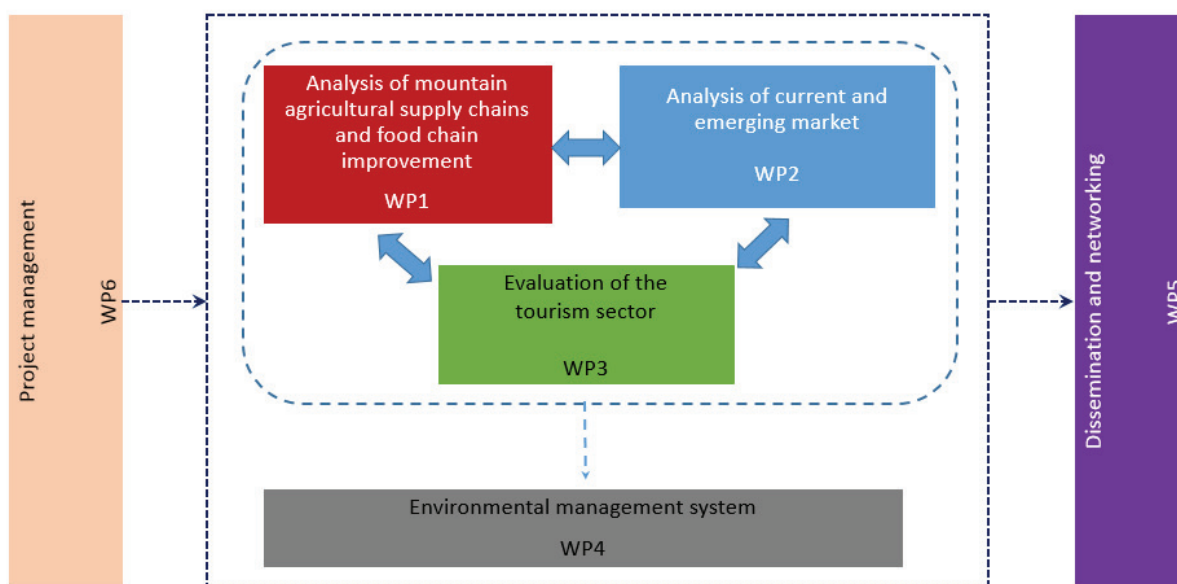 Project management
WP6
Analysis of mountain
agricultural supply chains
and food chain
improvement
WP1
Analysis of current and
emerging market
WP2
Evaluation of the
tourism sector
WP3
Environmental management system
WP4
Dissemination and networking
WP5